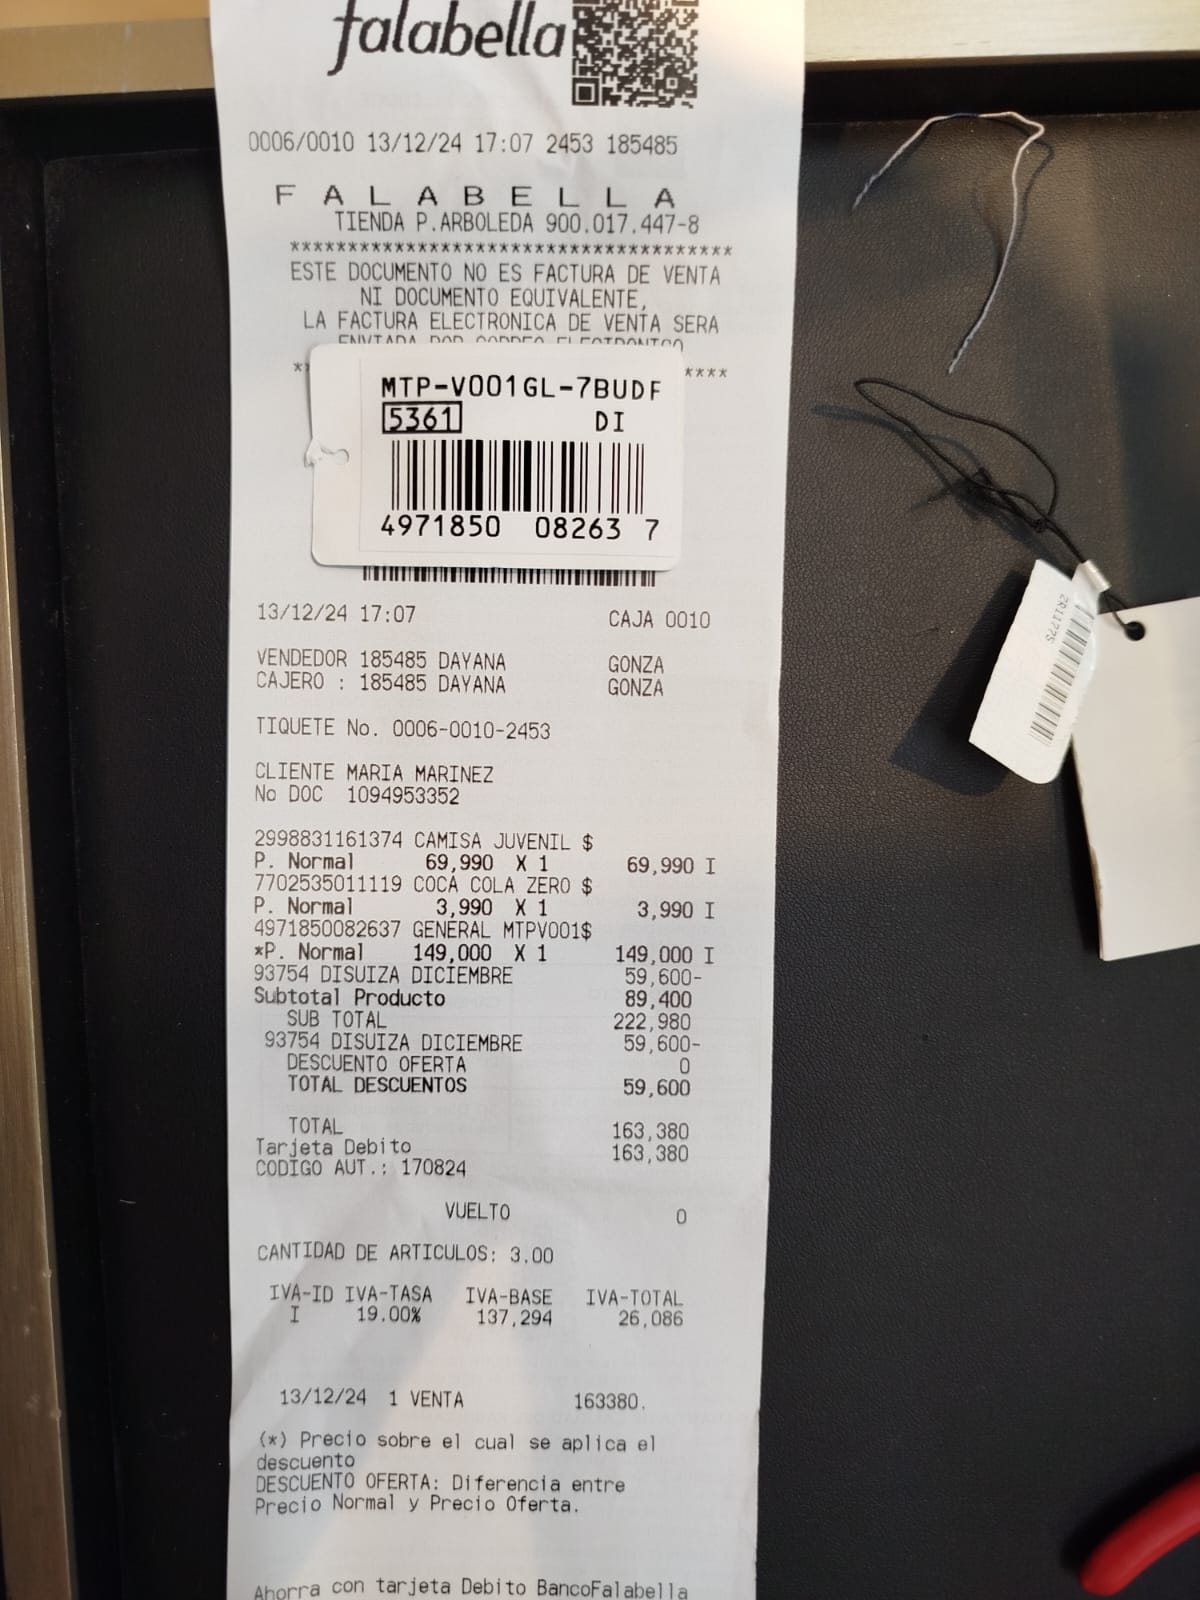 falabella
0006/0010 13/12/24 17:07 2453 185485
F A L A B E L L A
TIENDA P.ARBOLEDA 900.017.447-8
**************************************
ESTE DOCUMENTO NO ES FACTURA DE VENTA
NI DOCUMENTO EQUIVALENTE,
LA FACTURA ELECTRONICA DE VENTA SERA
ENVIADA POR CORREO ELECTRONICO
MTP-V001GL-7BUDF
5361 DI
4971850 08263 7
13/12/24 17:07 CAJA 0010
VENDEDOR 185485 DAYANA GONZA
CAJERO : 185485 DAYANA GONZA
TIQUETE No. 0006-0010-2453
CLIENTE MARIA MARINEZ
No DOC 1094953352
2998831161374 CAMISA JUVENIL $
P. Normal 69,990 X 1 69,990 I
7702535011119 COCA COLA ZERO $
P. Normal 3,990 X 1 3,990 I
4971850082637 GENERAL MTPV001$
*P. Normal 149,000 X 1 149,000 I
93754 DISUIZA DICIEMBRE 59,600-
Subtotal Producto 89,400
SUB TOTAL 222,980
93754 DISUIZA DICIEMBRE 59,600-
DESCUENTO OFERTA 0
TOTAL DESCUENTOS 59,600
TOTAL 163,380
Tarjeta Debito 163,380
CODIGO AUT.: 170824
VUELTO 0
CANTIDAD DE ARTICULOS: 3.00
IVA-ID IVA-TASA IVA-BASE IVA-TOTAL
I 19.00% 137,294 26,086
13/12/24 1 VENTA 163380.
(*) Precio sobre el cual se aplica el
descuento
DESCUENTO OFERTA: Diferencia entre
Precio Normal y Precio Oferta.
Ahorra con tarjeta Debito BancoFalabella